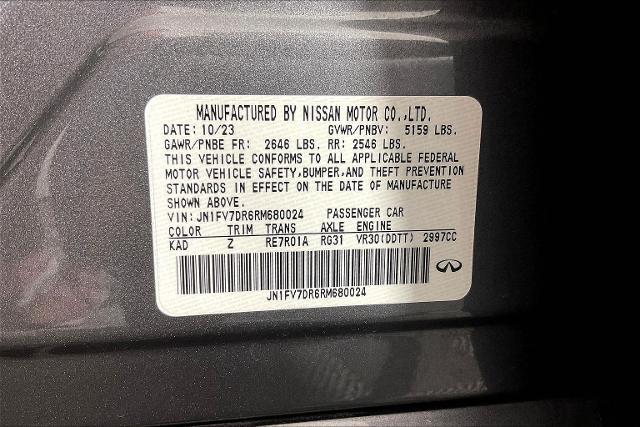 MANUFACTURED BY NISSAN MOTOR CO.,LTD.
DATE: 10/23 GVWR/PNBV: 5159 LBS.
GAWR/PNBE FR: 2646 LBS. RR: 2546 LBS.
THIS VEHICLE CONFORMS TO ALL APPLICABLE FEDERAL
MOTOR VEHICLE SAFETY,BUMPER,AND THEFT PREVENTION
STANDARDS IN EFFECT ON THE DATE OF MANUFACTURE
SHOWN ABOVE.
VIN: JN1FV7DR6RM680024 PASSENGER CAR
COLOR TRIM TRANS AXLE ENGINE
KAD Z RE7R01A RG31 VR30(DDTT) 2997CC
JN1FV7DR6RM680024